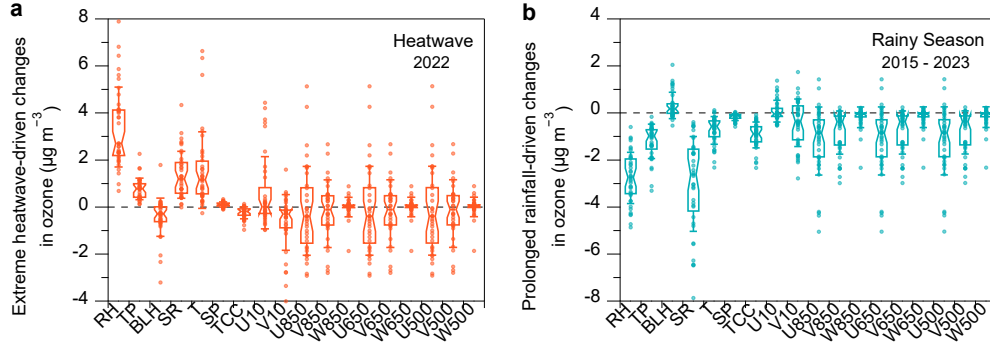 a
Extreme heatwave-driven changes
in ozone (μg m⁻³)
8
6
4
2
0
-2
-4
Heatwave
2022
RH
TP
BLH
SR
T
SP
TCC
U10
V10
U850
V850
W850
U650
V650
W650
U500
V500
W500
b
Prolonged rainfall-driven changes
in ozone (μg m⁻³)
4
2
0
-2
-4
-6
-8
Rainy Season
2015 - 2023
RH
TP
BLH
SR
T
SP
TCC
U10
V10
U850
V850
W850
U650
V650
W650
U500
V500
W500